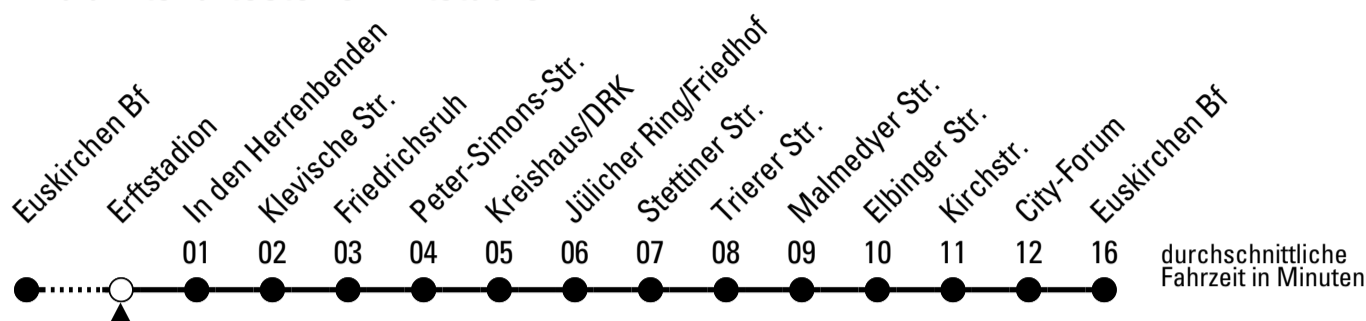 Euskirchen Bf
Erftstadion
In den Herrenbenden
Klevische Str.
Friedrichsruh
Peter-Simons-Str.
Kreishaus/DRK
Jülicher Ring/Friedhof
Stettiner Str.
Trierer Str.
Malmedyer Str.
Elbinger Str.
Kirchstr.
City-Forum
Euskirchen Bf
01 02 03 04 05 06 07 08 09 10 11 12 16
durchschnittliche
Fahrzeit in Minuten